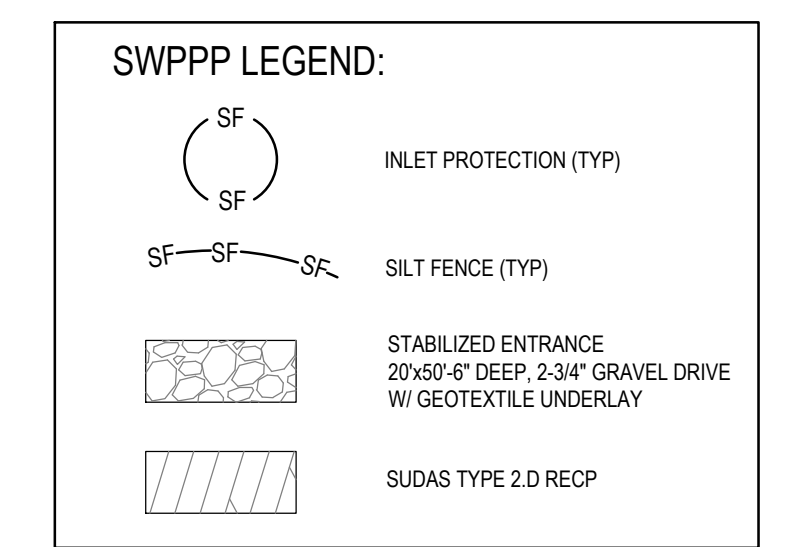 SWPPP LEGEND:
SF
SF
INLET PROTECTION (TYP)
SF SF SF
SILT FENCE (TYP)
STABILIZED ENTRANCE
20'x50'-6" DEEP, 2-3/4" GRAVEL DRIVE
W/ GEOTEXTILE UNDERLAY
SUDAS TYPE 2.D RECP